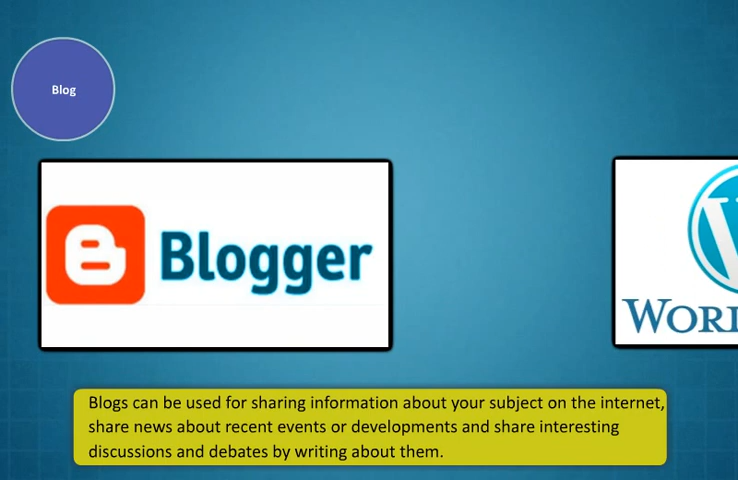 Blog
Blogger
Blogs can be used for sharing information about your subject on the internet,
share news about recent events or developments and share interesting
discussions and debates by writing about them.